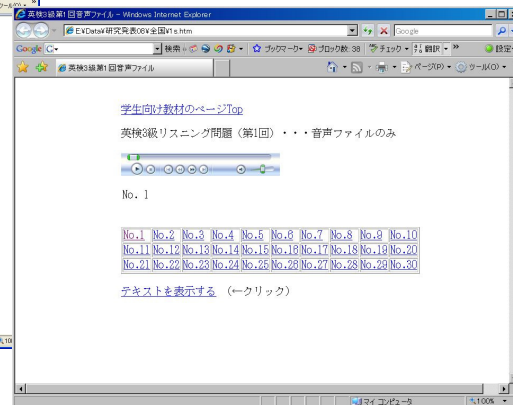 英検3級第1回音声ファイル - Windows Internet Explorer
E:¥Data¥研究発表08¥全国¥1s.htm
Google
Google
検索
ブックマーク
ブロック数: 38
チェック
翻訳
設定
英検3級第1回音声ファイル
ページ(P)
ツール(O)
学生向け教材のページTop
英検3級リスニング問題（第1回）・・・音声ファイルのみ
No. 1
No.1 No.2 No.3 No.4 No.5 No.6 No.7 No.8 No.9 No.10
No.11 No.12 No.13 No.14 No.15 No.16 No.17 No.18 No.19 No.20
No.21 No.22 No.23 No.24 No.25 No.26 No.27 No.28 No.29 No.30
テキストを表示する （←クリック）
マイ コンピュータ
100%